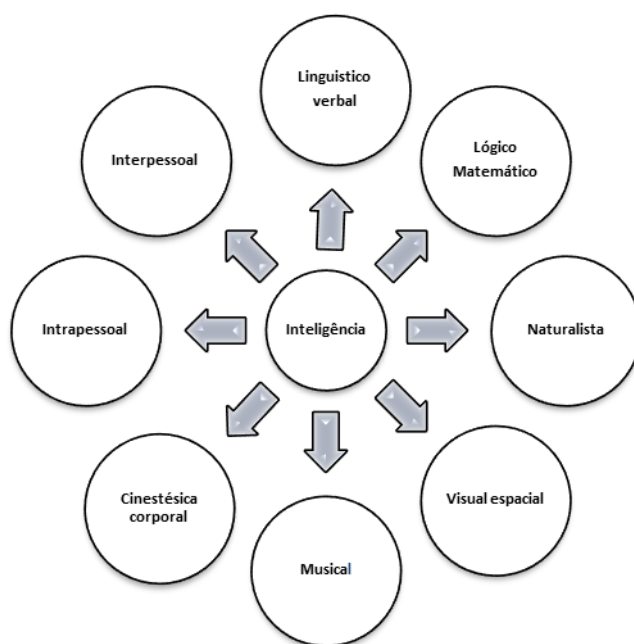 Linguistico
verbal
Interpessoal
Lógico
Matemático
Intrapessoal
Inteligência
Naturalista
Cinestésica
corporal
Visual espacial
Musical